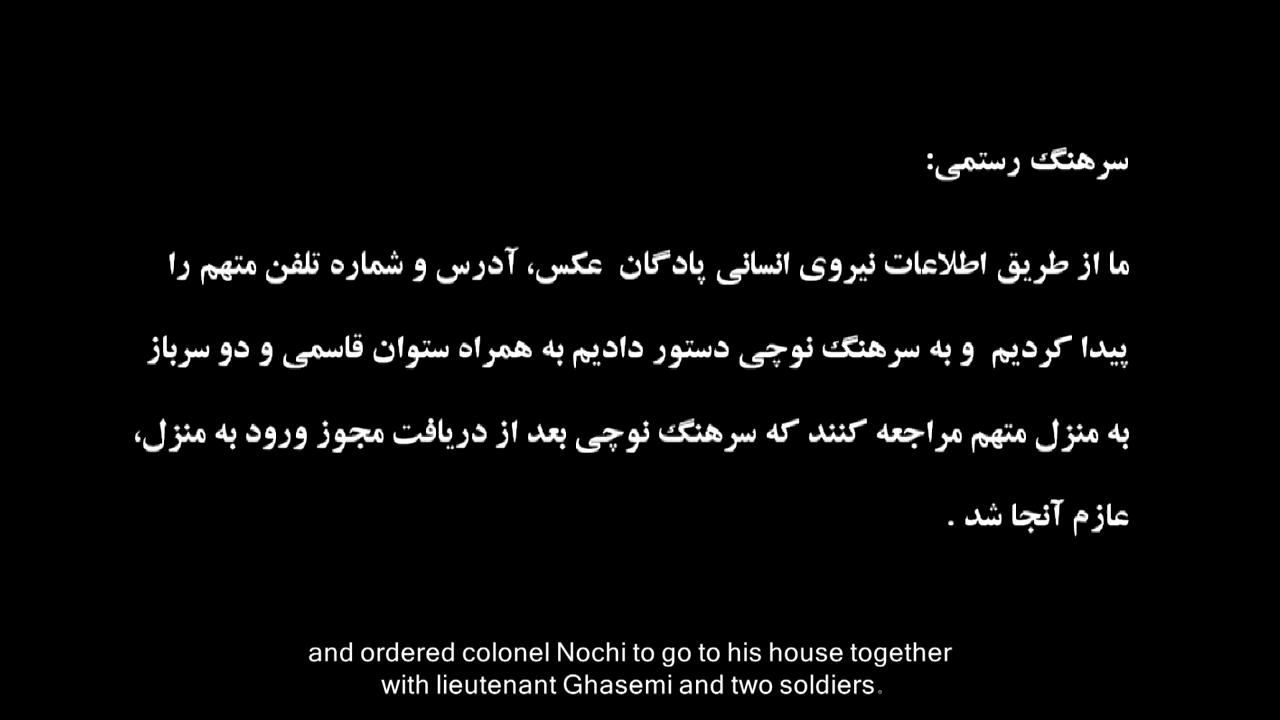 سرهنگ رستمی:
ما از طریق اطلاعات نیروی انسانی پادگان عکس، آدرس و شماره تلفن متهم را
پیدا کردیم و به سرهنگ نوچی دستور دادیم به همراه ستوان قاسمی و دو سرباز
به منزل متهم مراجعه کنند که سرهنگ نوچی بعد از دریافت مجوز ورود به منزل،
عازم آنجا شد .
and ordered colonel Nochi to go to his house together
with lieutenant Ghasemi and two soldiers.